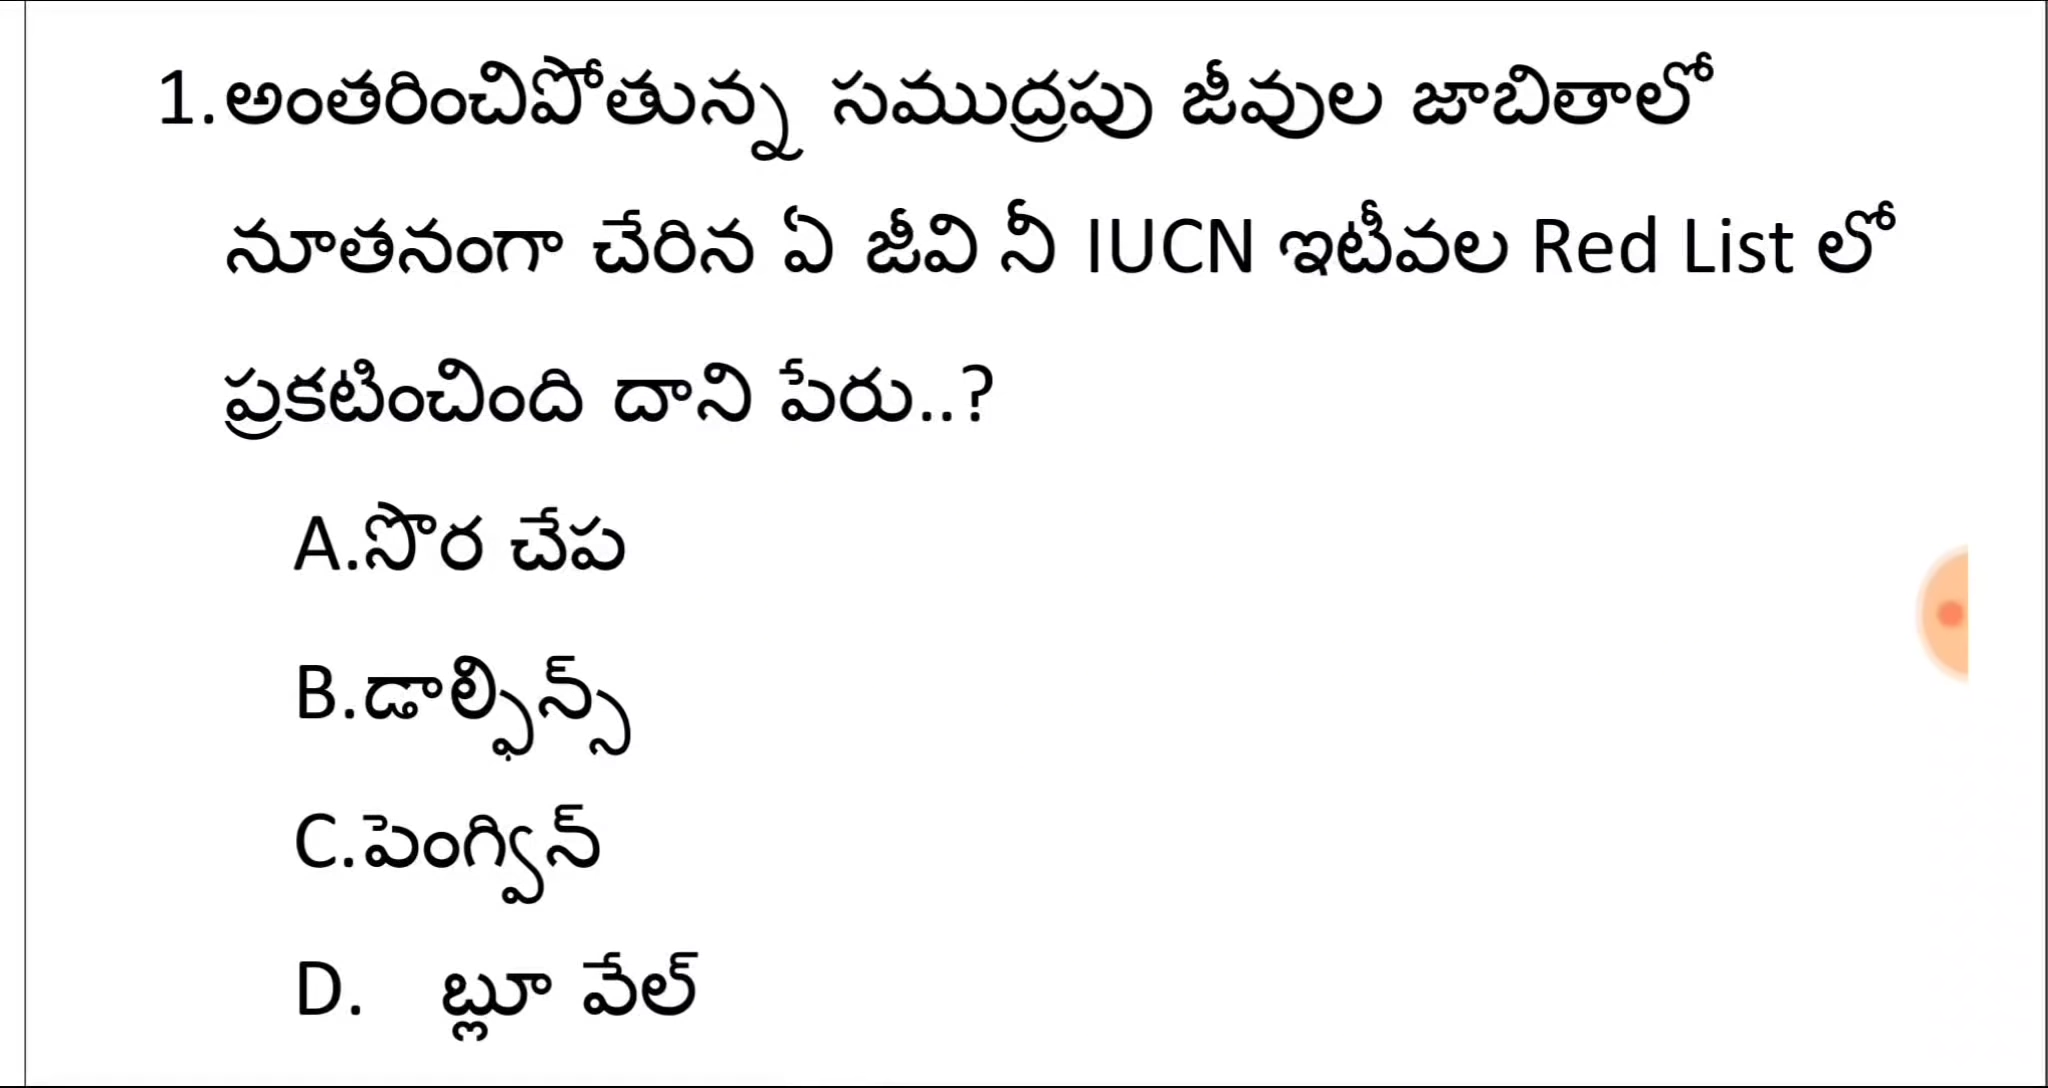 1.అంతరించిపోతున్న సముద్రపు జీవుల జాబితాలో
నూతనంగా చేరిన ఏ జీవి నీ IUCN ఇటీవల Red List లో
ప్రకటించింది దాని పేరు..?
A.సొర చేప
B.డాల్ఫిన్స్
C.పెంగ్విన్
D. బ్లూ వేల్